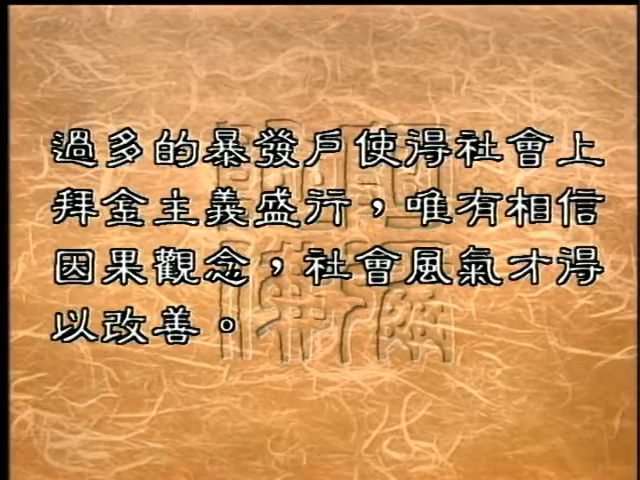 過多的暴發戶使得社會上
拜金主義盛行，唯有相信
因果觀念，社會風氣才得
以改善。